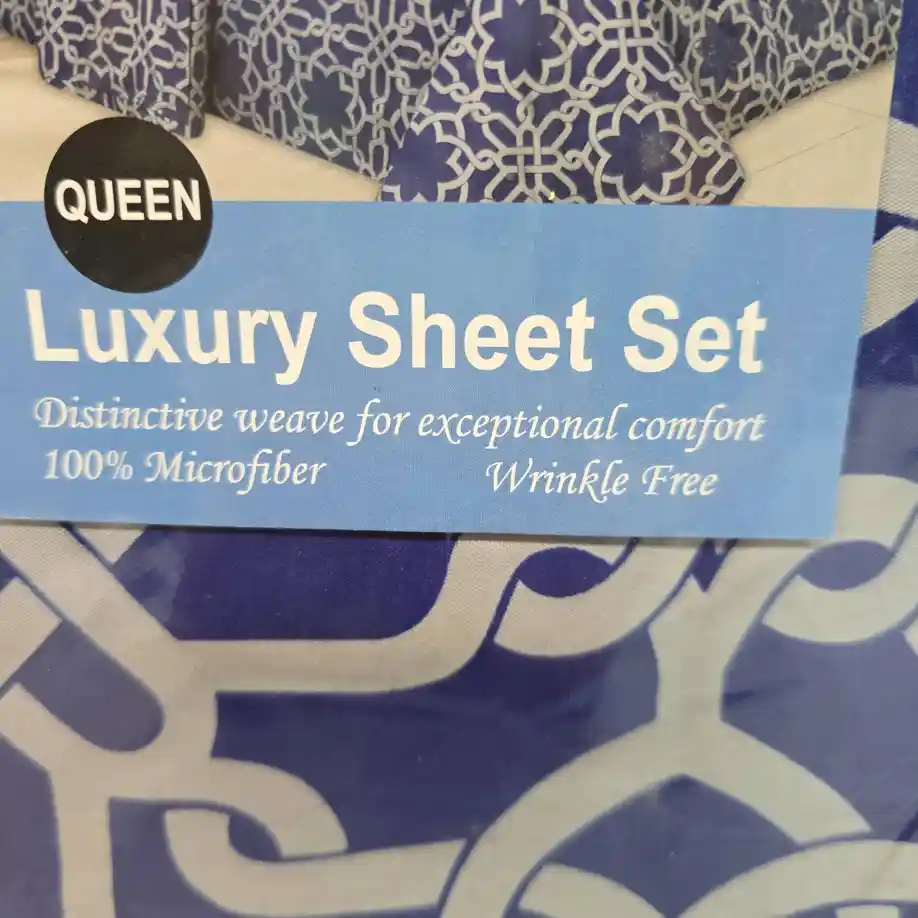 QUEEN
Luxury Sheet Set
Distinctive weave for exceptional comfort
100% Microfiber
Wrinkle Free